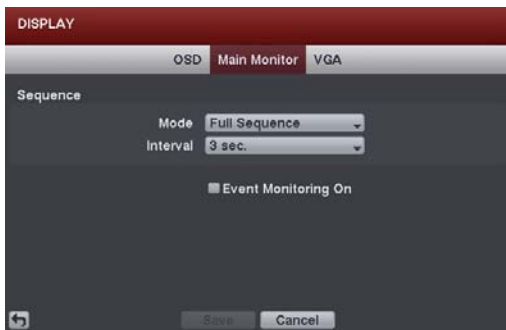 DISPLAY
OSD Main Monitor VGA
Sequence
Mode Full Sequence
Interval 3 sec.
Event Monitoring On
Save Cancel